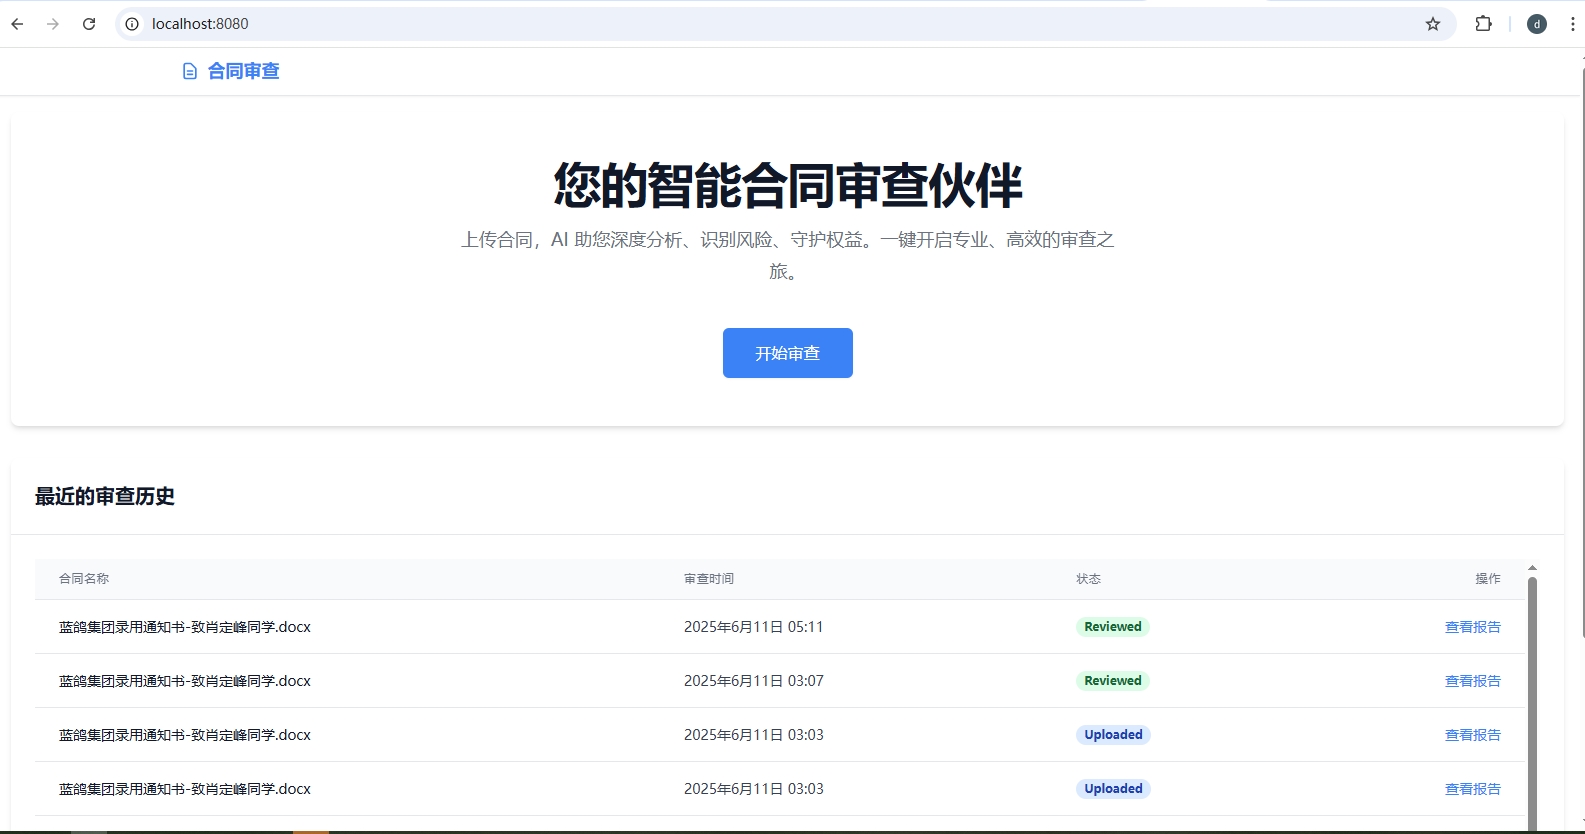 localhost:8080
d
合同审查
您的智能合同审查伙伴
上传合同，AI 助您深度分析、识别风险、守护权益。一键开启专业、高效的审查之
旅。
开始审查
最近的审查历史
合同名称 审查时间 状态 操作
蓝鸽集团录用通知书-致肖定峰同学.docx 2025年6月11日 05:11 Reviewed 查看报告
蓝鸽集团录用通知书-致肖定峰同学.docx 2025年6月11日 03:07 Reviewed 查看报告
蓝鸽集团录用通知书-致肖定峰同学.docx 2025年6月11日 03:03 Uploaded 查看报告
蓝鸽集团录用通知书-致肖定峰同学.docx 2025年6月11日 03:03 Uploaded 查看报告